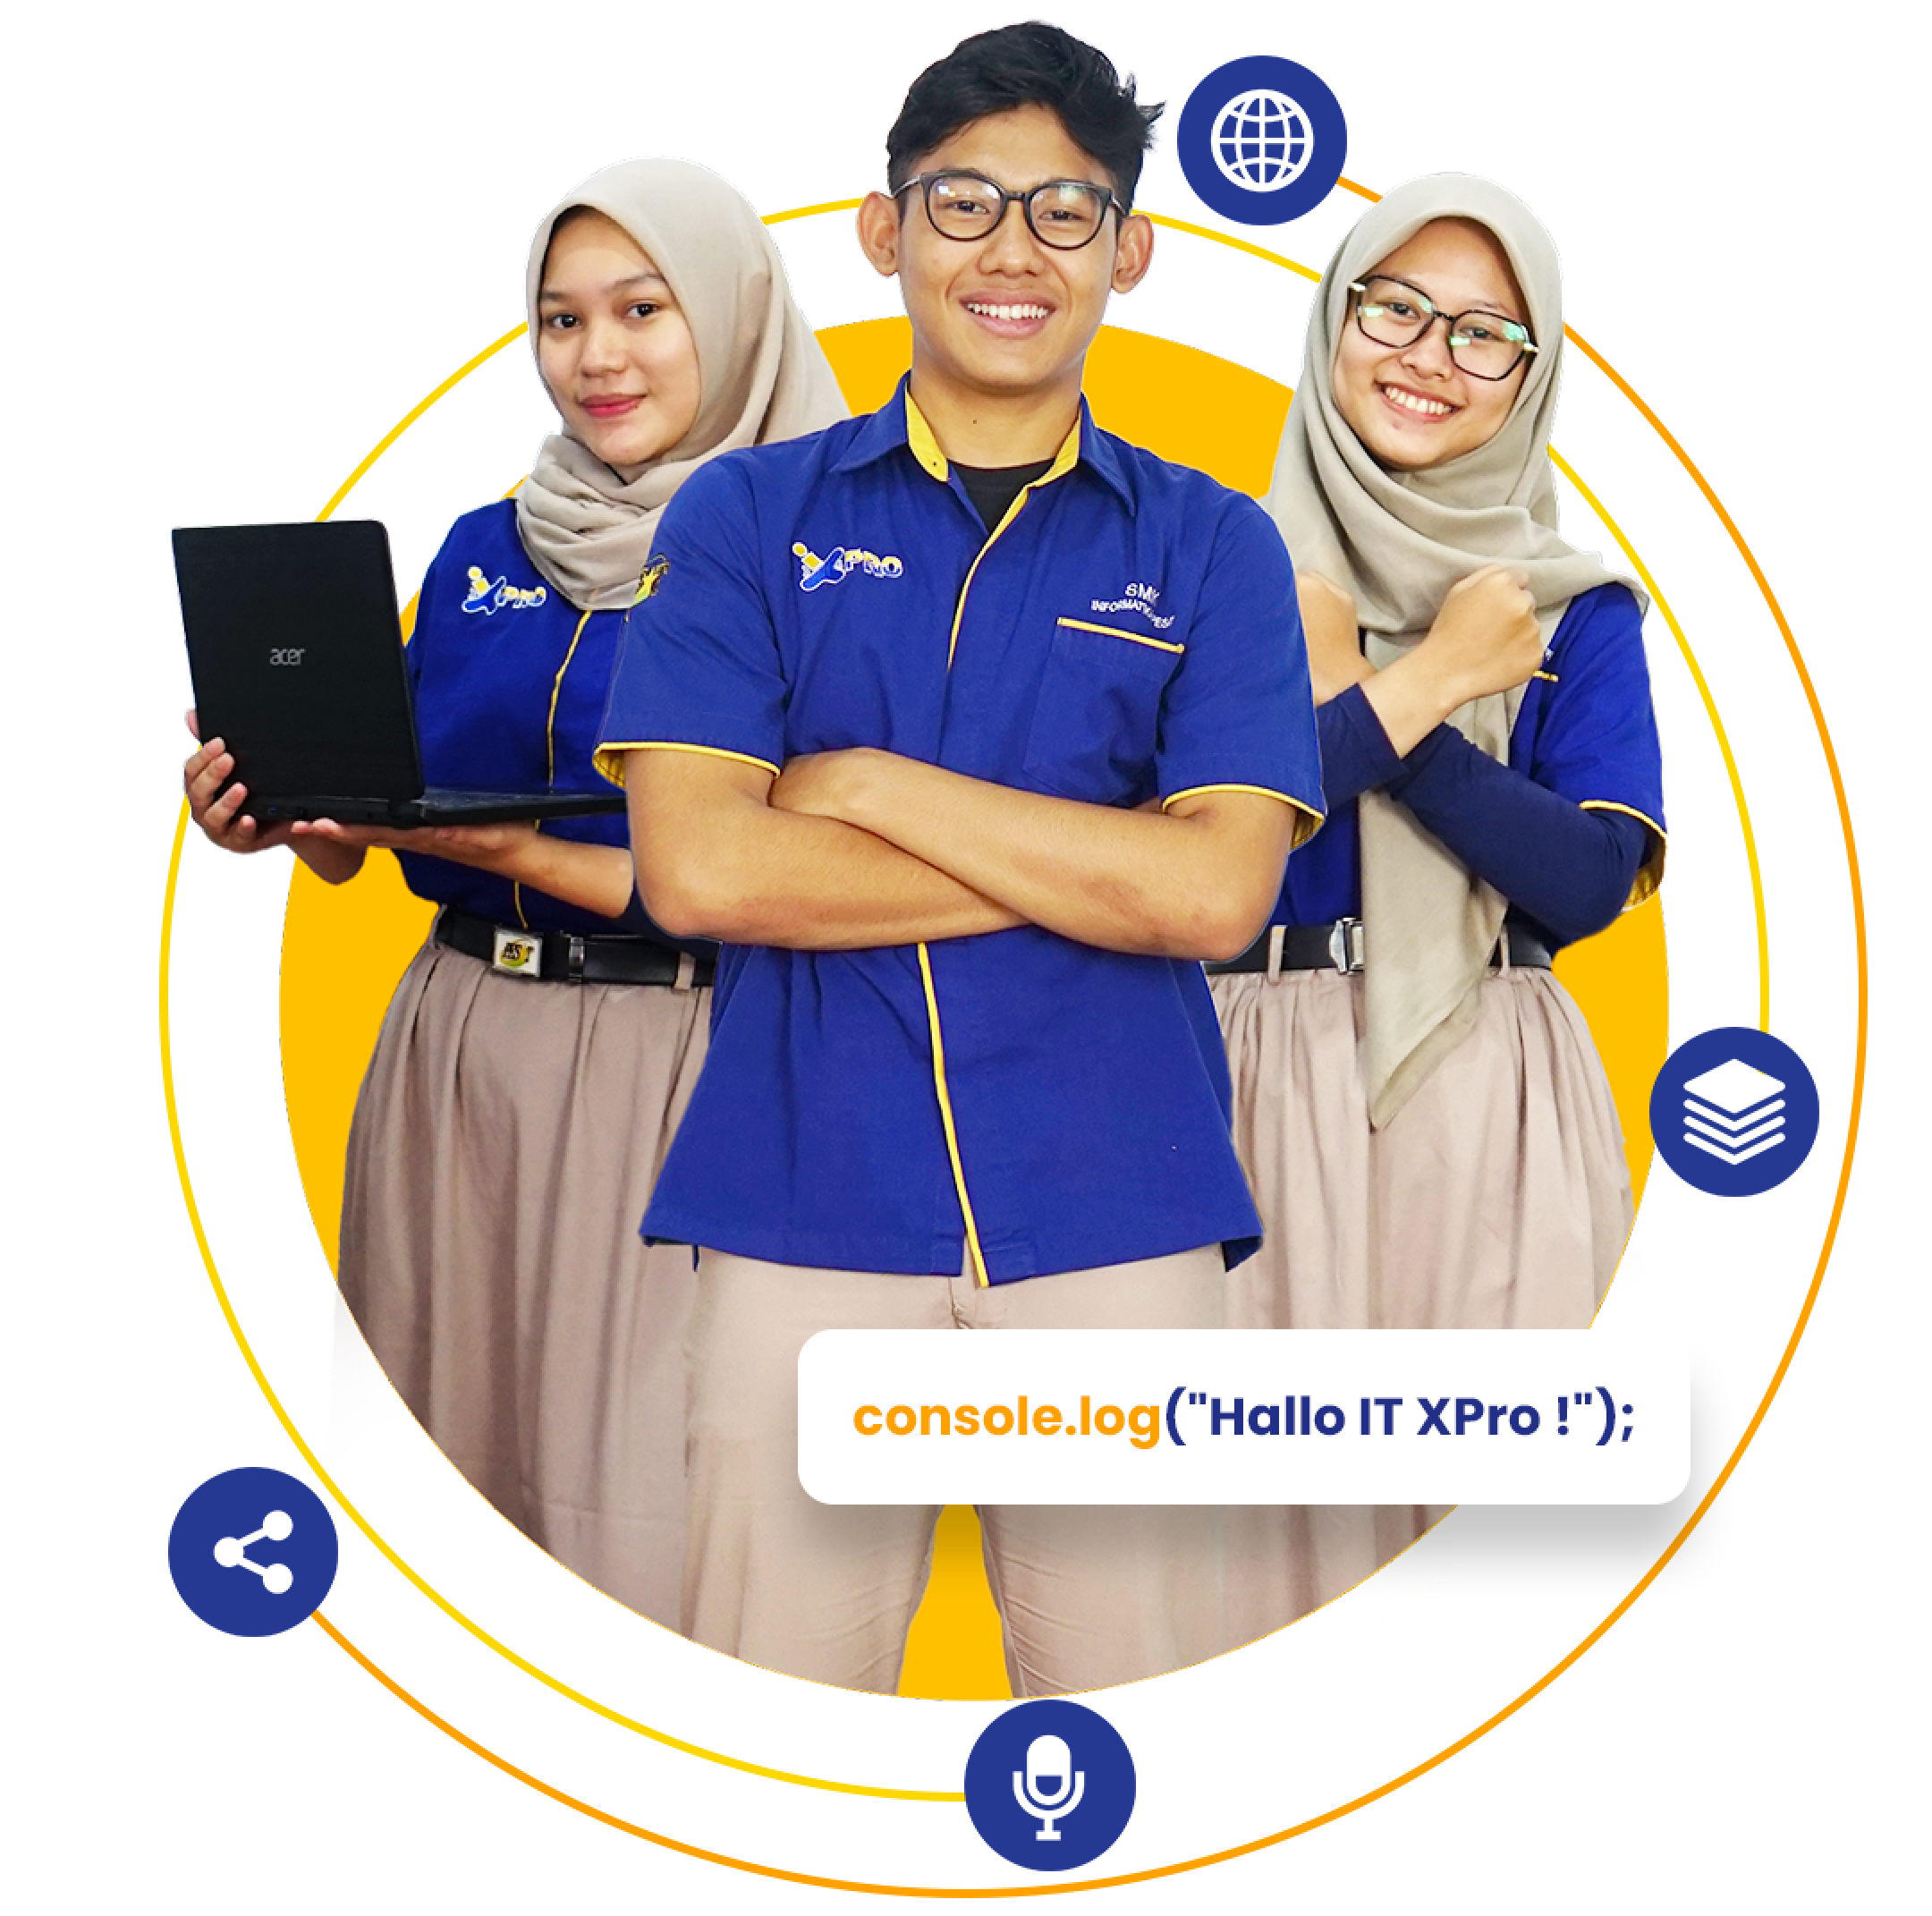 XPRO
XPRO
SMK
acer
console.log("Hallo IT XPro !");